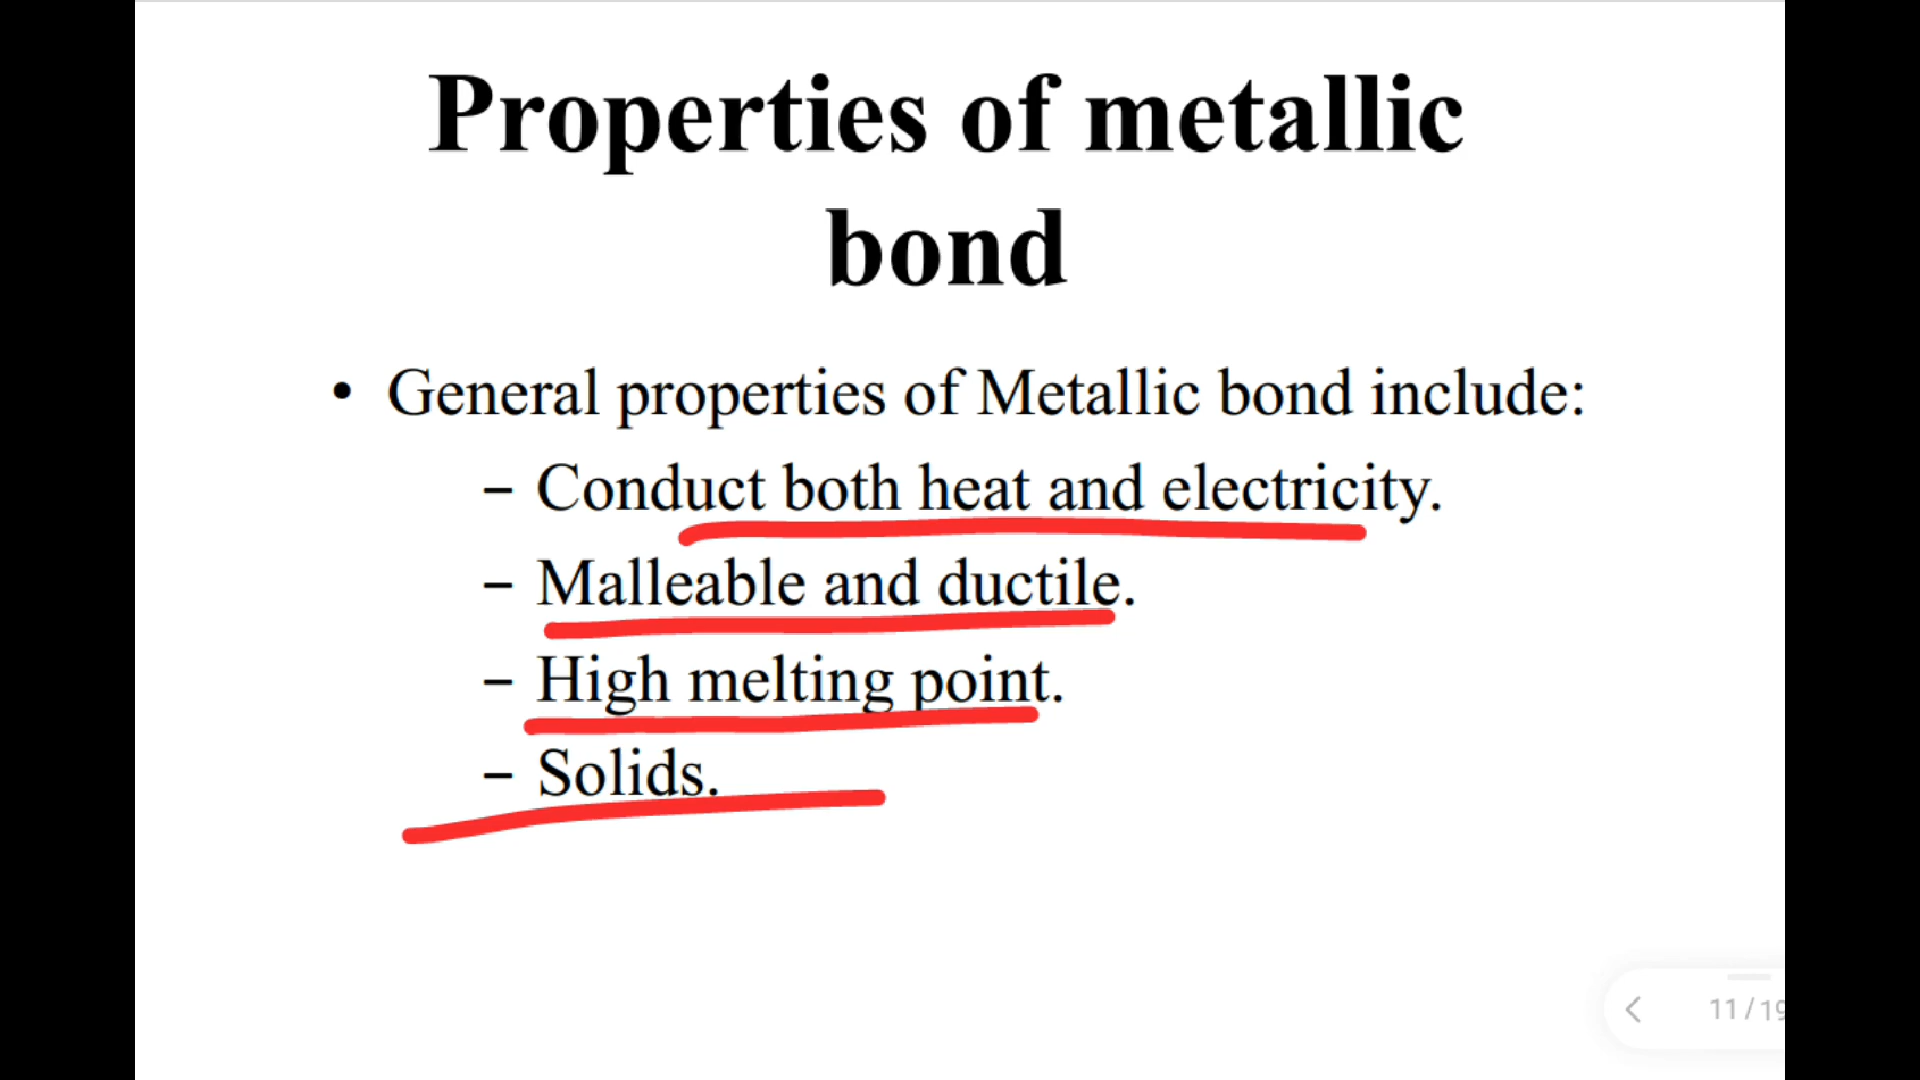 Properties of metallic
bond
• General properties of Metallic bond include:
– Conduct both heat and electricity.
– Malleable and ductile.
– High melting point.
– Solids.
11/19